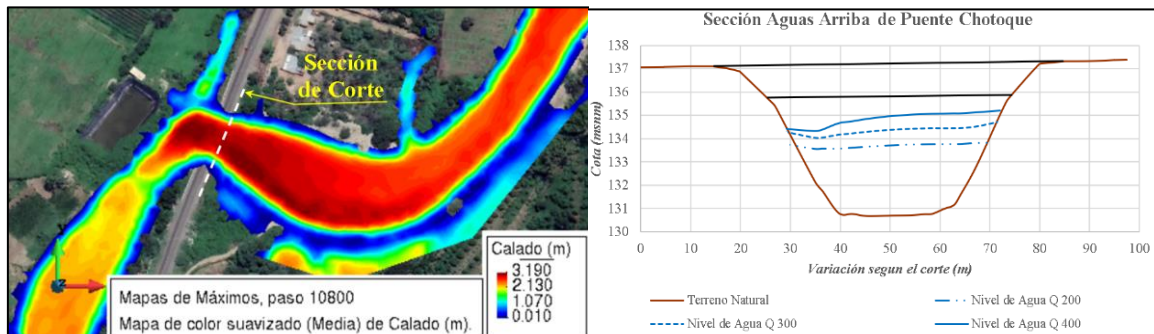 Sección
de Corte
Calado (m)
3.190
2.130
1.070
0.010
Mapas de Máximos, paso 10800
Mapa de color suavizado (Media) de Calado (m).
Sección Aguas Arriba de Puente Chotoque
138
137
136
135
134
133
132
131
130
Cota (msnm)
0 10 20 30 40 50 60 70 80 90 100
Variación segun el corte (m)
Terreno Natural
Nivel de Agua Q 200
Nivel de Agua Q 300
Nivel de Agua Q 400